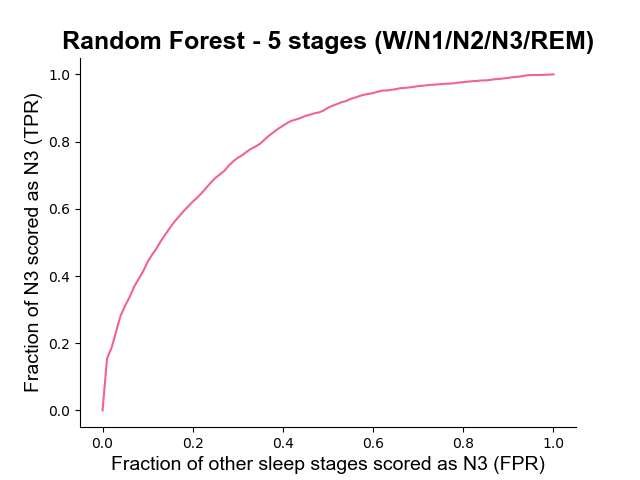 Random Forest - 5 stages (W/N1/N2/N3/REM)
Fraction of N3 scored as N3 (TPR)
1.0
0.8
0.6
0.4
0.2
0.0
0.0 0.2 0.4 0.6 0.8 1.0
Fraction of other sleep stages scored as N3 (FPR)